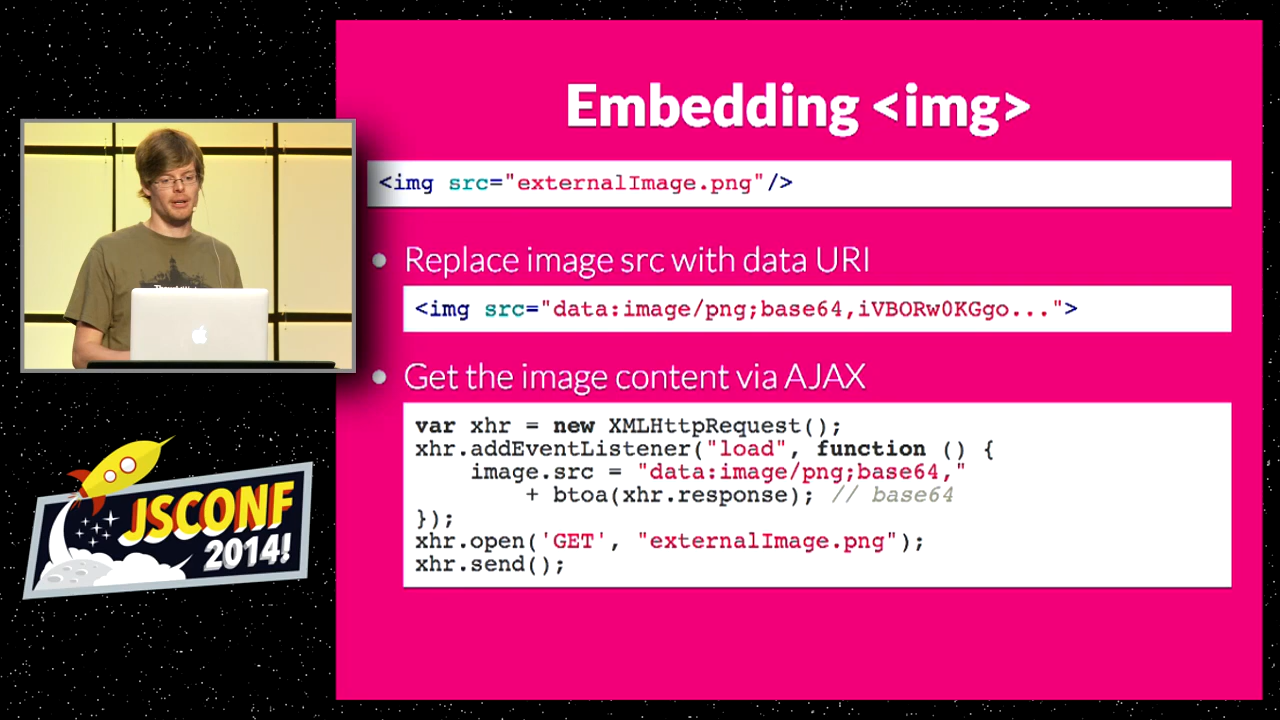 Embedding <img>
<img src="externalImage.png"/>
Replace image src with data URI
<img src="data:image/png;base64,iVBORw0KGgo...">
Get the image content via AJAX
var xhr = new XMLHttpRequest();
xhr.addEventListener("load", function () {
    image.src = "data:image/png;base64,"
        + btoa(xhr.response); // base64
});
xhr.open('GET', "externalImage.png");
xhr.send();
JSCONF
2014!